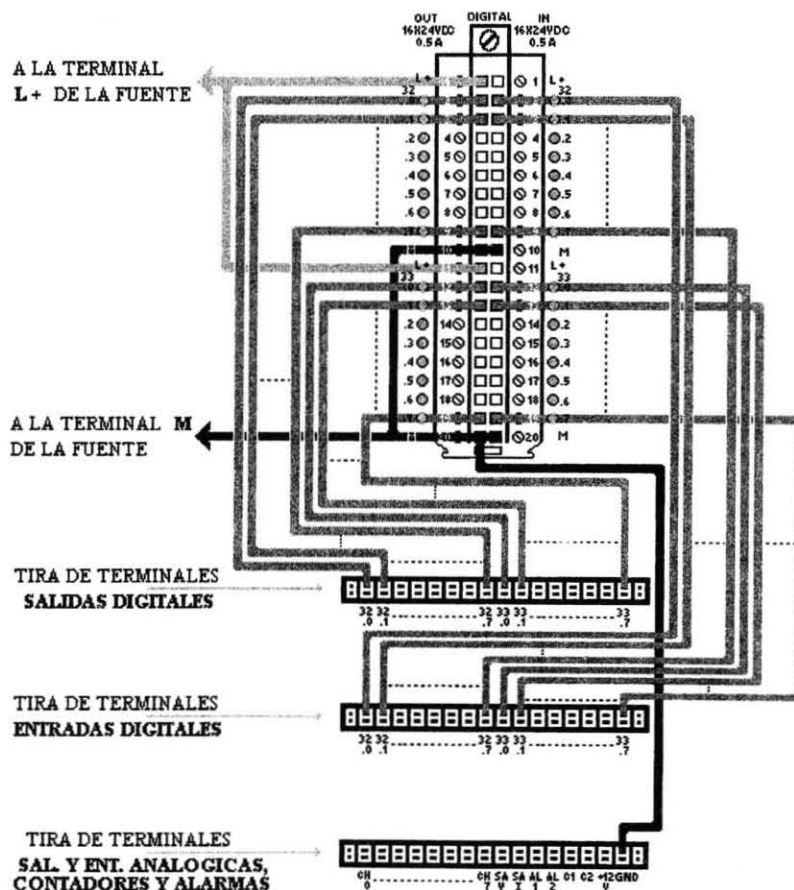 OUT DIGITAL IN
16X24VDC 16X24VDC
0.5A 0.5A
A LA TERMINAL
L+ DE LA FUENTE
L+ 1 L+
32 32
.2 4 4 .2
.3 5 5 .3
.4 6 6 .4
.5 7 7 .5
.6 8 8 .6
10 M
L+ 11 L+
33 33
.2 14 14 .2
.3 15 15 .3
.4 16 16 .4
.5 17 17 .5
.6 18 18 .6
A LA TERMINAL M
DE LA FUENTE
20 M
TIRA DE TERMINALES
SALIDAS DIGITALES
32 32 32 33 33 33
.0 .1 .7 .0 .1 .7
TIRA DE TERMINALES
ENTRADAS DIGITALES
32 32 32 33 33 33
.0 .1 .7 .0 .1 .7
TIRA DE TERMINALES
SAL. Y ENT. ANALOGICAS,
CONTADORES Y ALARMAS
CH CH SA SA AL AL C1 C2 +12 GND
0 7 V I 1 2 V